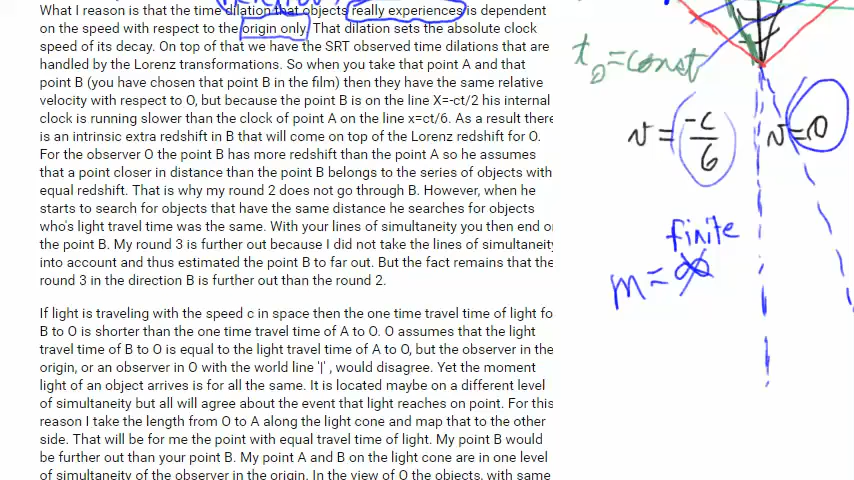 What I reason is that the time dilation that objects really experiences is dependent
on the speed with respect to the origin only. That dilation sets the absolute clock
speed of its decay. On top of that we have the SRT observed time dilations that are
handled by the Lorenz transformations. So when you take that point A and that
point B (you have chosen that point B in the film) then they have the same relative
velocity with respect to O, but because the point B is on the line X=-ct/2 his internal
clock is running slower than the clock of point A on the line x=ct/6. As a result there
is an intrinsic extra redshift in B that will come on top of the Lorenz redshift for O.
For the observer O the point B has more redshift than the point A so he assumes
that a point closer in distance than the point B belongs to the series of objects with
equal redshift. That is why my round 2 does not go through B. However, when he
starts to search for objects that have the same distance he searches for objects
who's light travel time was the same. With your lines of simultaneity you then end o
the point B. My round 3 is further out because I did not take the lines of simultaneity
into account and thus estimated the point B to far out. But the fact remains that the
round 3 in the direction B is further out than the round 2.
If light is traveling with the speed c in space then the one time travel time of light fo
B to O is shorter than the one time travel time of A to O. O assumes that the light
travel time of B to O is equal to the light travel time of A to O, but the observer in the
origin, or an observer in O with the world line '|' , would disagree. Yet the moment
light of an object arrives is for all the same. It is located maybe on a different level
of simultaneity but all will agree about the event that light reaches on point. For this
reason I take the length from O to A along the light cone and map that to the other
side. That will be for me the point with equal travel time of light. My point B would
be further out than your point B. My point A and B on the light cone are in one level
of simultaneity of the observer in the origin. In the view of O the objects, with same
t₀=const
v=-c/6
v=0
finite
m=∞